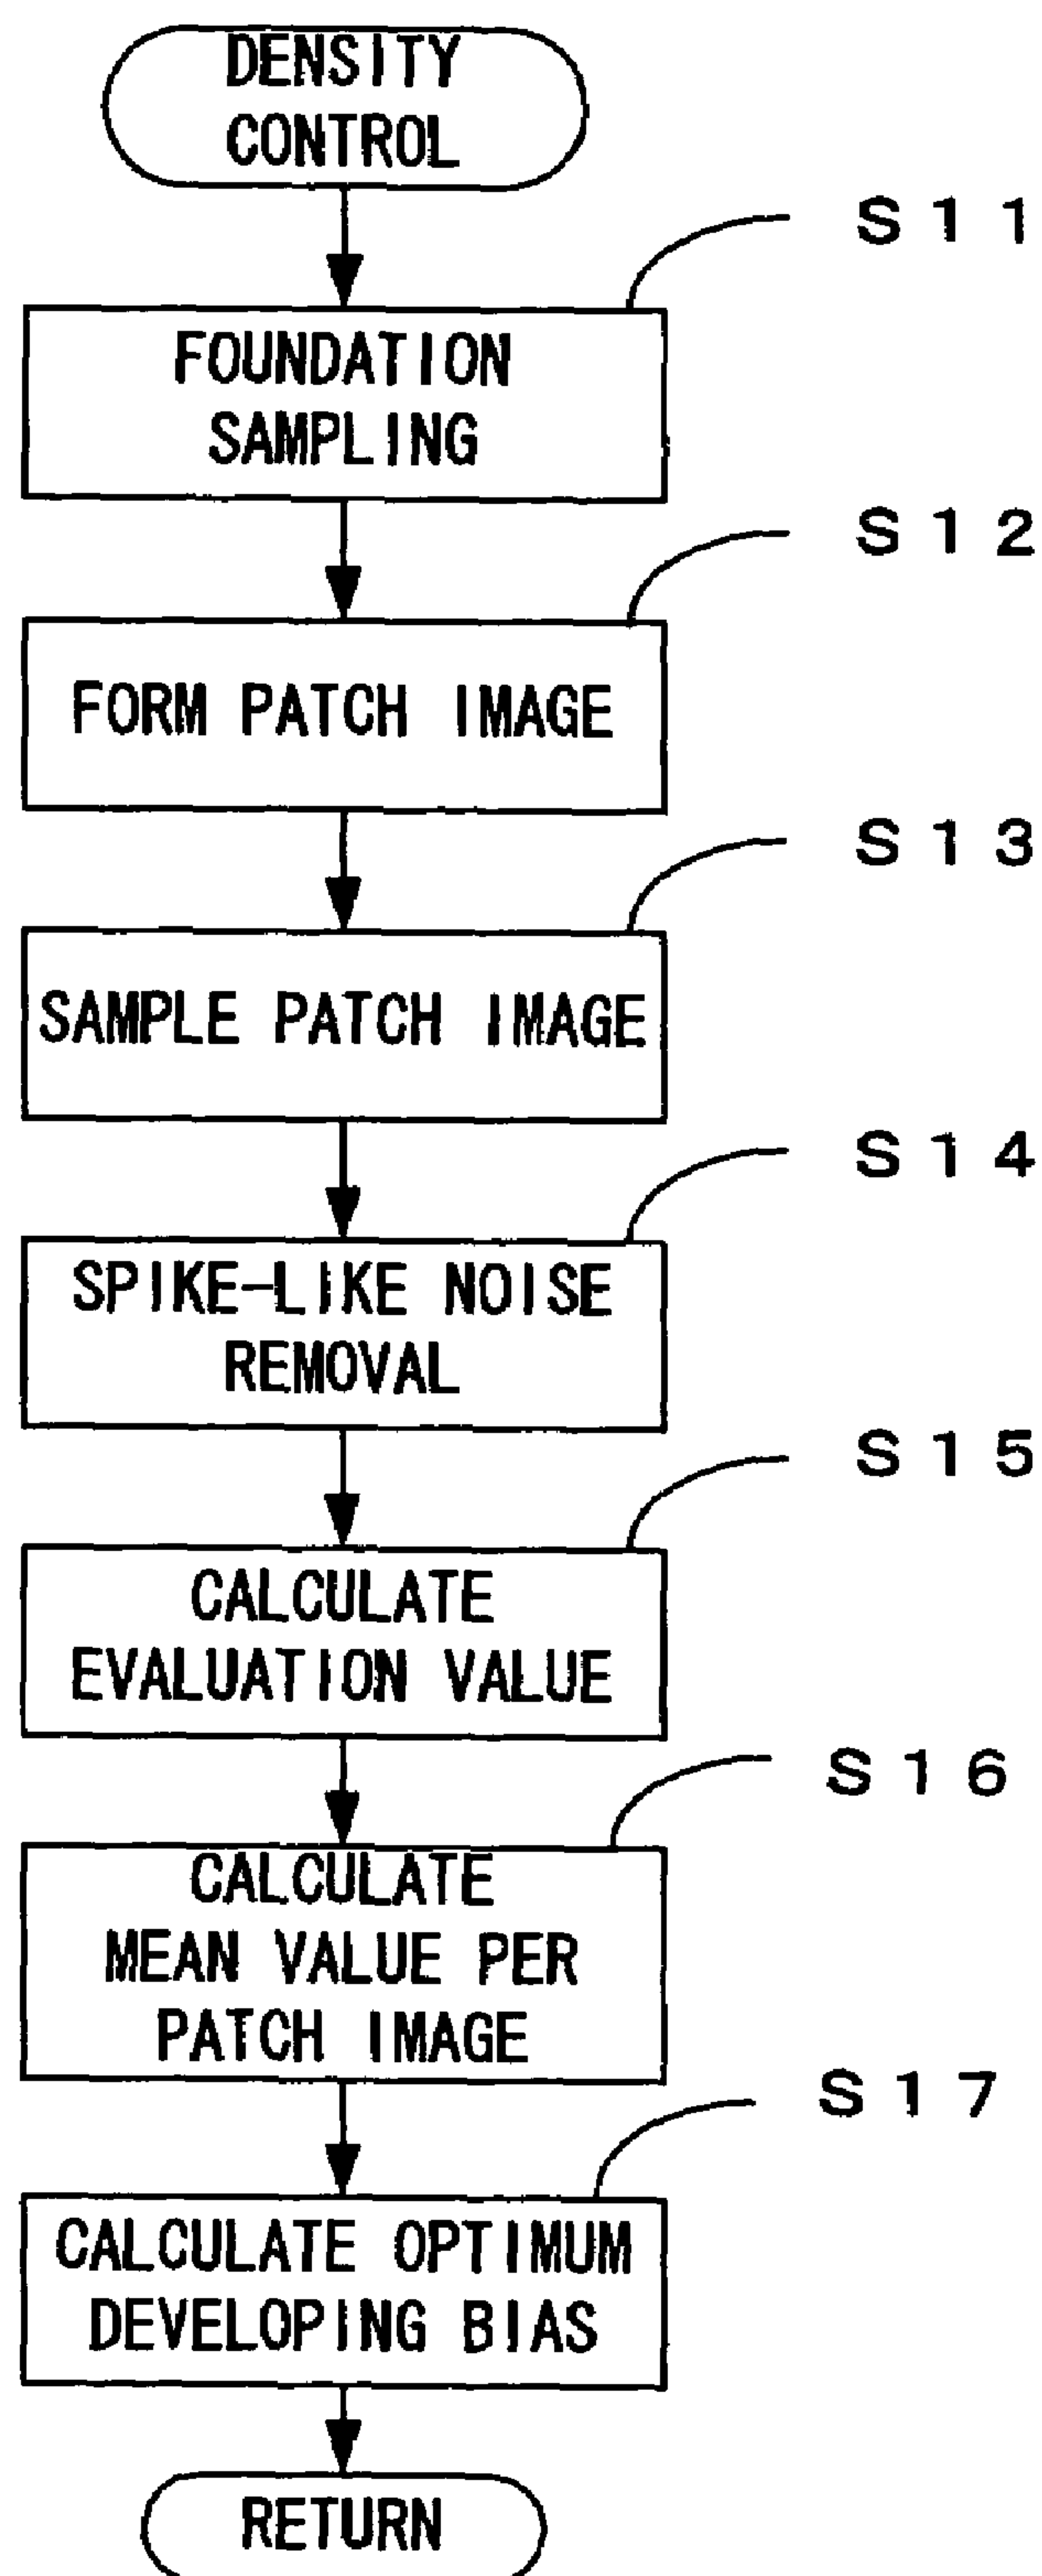 DENSITY
CONTROL
S11
FOUNDATION
SAMPLING
S12
FORM PATCH IMAGE
S13
SAMPLE PATCH IMAGE
S14
SPIKE-LIKE NOISE
REMOVAL
S15
CALCULATE
EVALUATION VALUE
S16
CALCULATE
MEAN VALUE PER
PATCH IMAGE
S17
CALCULATE OPTIMUM
DEVELOPING BIAS
RETURN